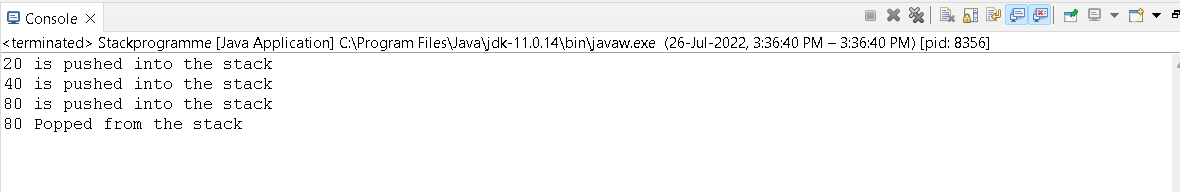 Console
<terminated> Stackprogramme [Java Application] C:\Program Files\Java\jdk-11.0.14\bin\javaw.exe (26-Jul-2022, 3:36:40 PM – 3:36:40 PM) [pid: 8356]
20 is pushed into the stack
40 is pushed into the stack
80 is pushed into the stack
80 Popped from the stack